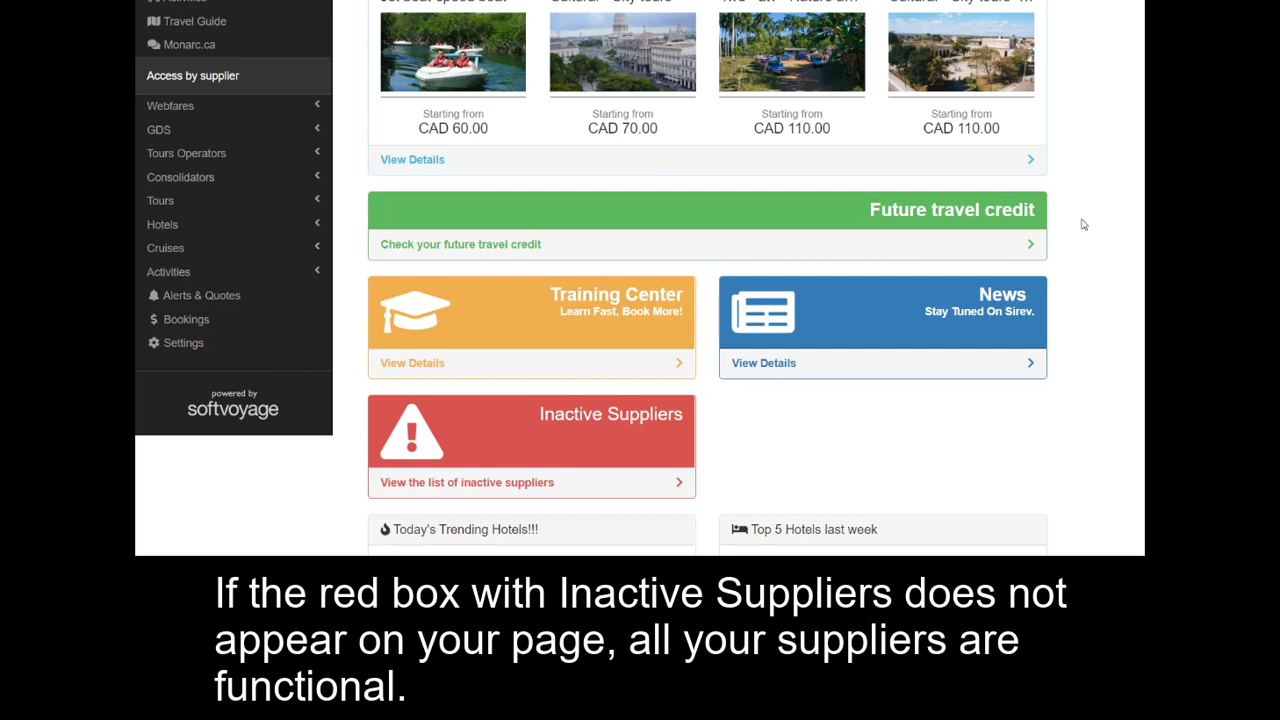 Travel Guide
Monarc.ca
Access by supplier
Webfares
GDS
Tours Operators
Consolidators
Tours
Hotels
Cruises
Activities
Alerts & Quotes
Bookings
Settings
powered by
softvoyage
Starting from
CAD 60.00
Starting from
CAD 70.00
Starting from
CAD 110.00
Starting from
CAD 110.00
View Details
Future travel credit
Check your future travel credit
Training Center
Learn Fast, Book More!
View Details
News
Stay Tuned On Sirev.
View Details
Inactive Suppliers
View the list of inactive suppliers
Today's Trending Hotels!!!
Top 5 Hotels last week
If the red box with Inactive Suppliers does not
appear on your page, all your suppliers are
functional.